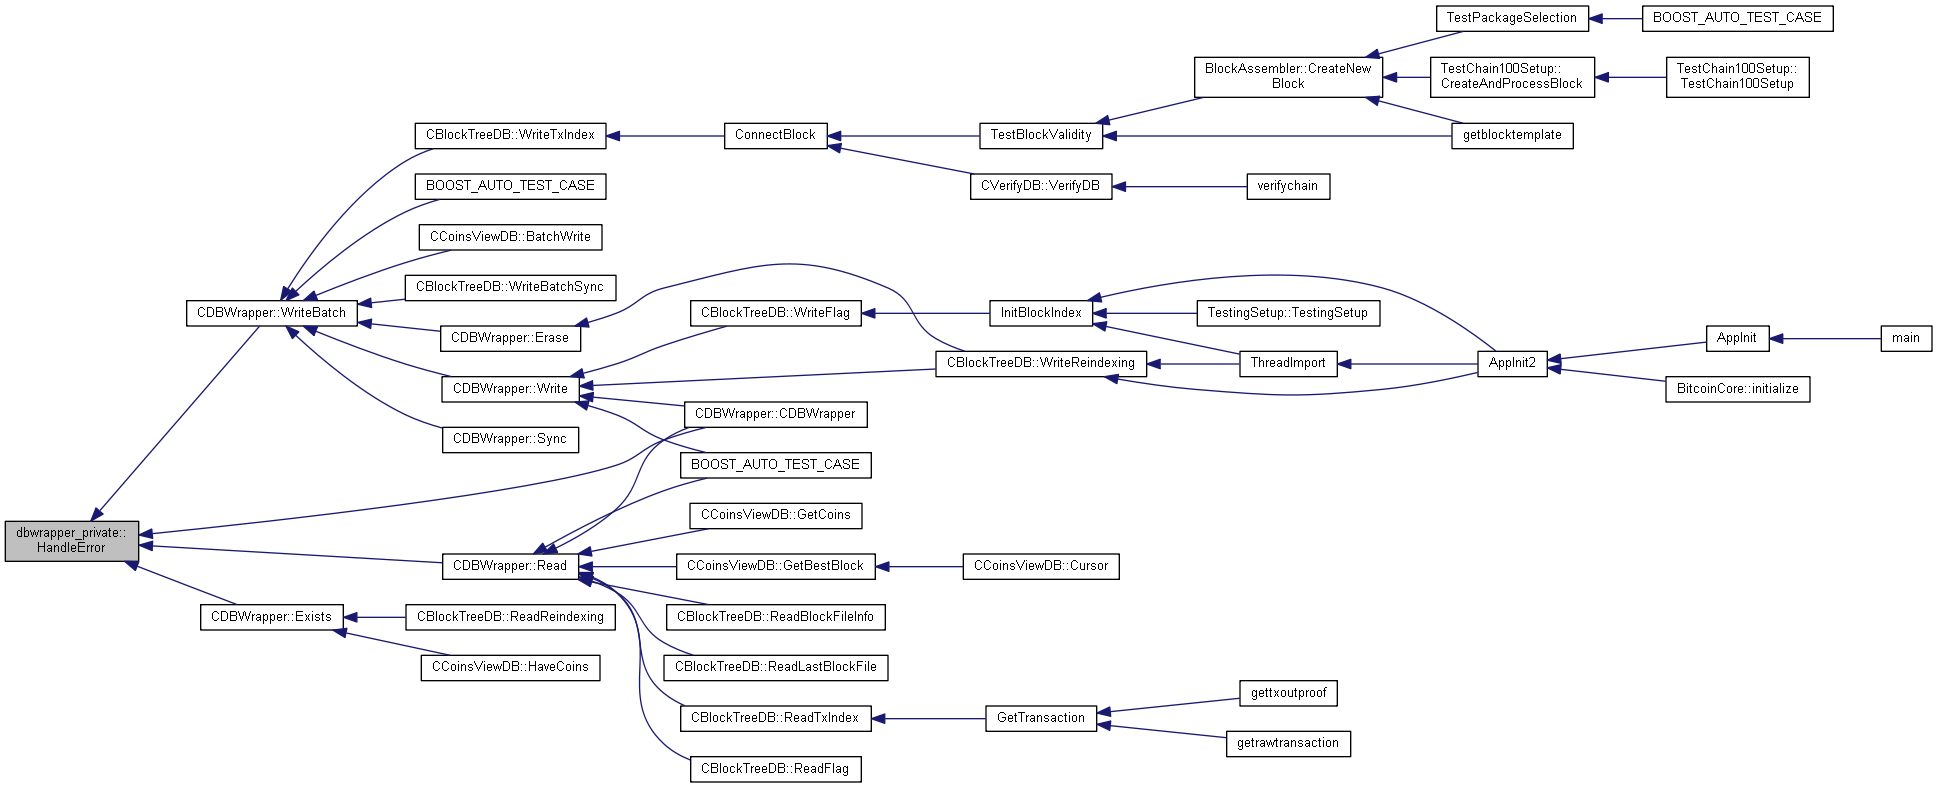 TestPackageSelection
BOOST_AUTO_TEST_CASE
BlockAssembler::CreateNew
Block
TestChain100Setup::
CreateAndProcessBlock
TestChain100Setup::
TestChain100Setup
CBlockTreeDB::WriteTxIndex
ConnectBlock
TestBlockValidity
getblocktemplate
BOOST_AUTO_TEST_CASE
CVerifyDB::VerifyDB
verifychain
CCoinsViewDB::BatchWrite
CBlockTreeDB::WriteBatchSync
CDBWrapper::WriteBatch
CBlockTreeDB::WriteFlag
InitBlockIndex
TestingSetup::TestingSetup
CDBWrapper::Erase
AppInit
main
CBlockTreeDB::WriteReindexing
ThreadImport
AppInit2
CDBWrapper::Write
BitcoinCore::initialize
CDBWrapper::CDBWrapper
CDBWrapper::Sync
BOOST_AUTO_TEST_CASE
CCoinsViewDB::GetCoins
dbwrapper_private::
HandleError
CDBWrapper::Read
CCoinsViewDB::GetBestBlock
CCoinsViewDB::Cursor
CDBWrapper::Exists
CBlockTreeDB::ReadReindexing
CBlockTreeDB::ReadBlockFileInfo
CCoinsViewDB::HaveCoins
CBlockTreeDB::ReadLastBlockFile
gettxoutproof
CBlockTreeDB::ReadTxIndex
GetTransaction
getrawtransaction
CBlockTreeDB::ReadFlag